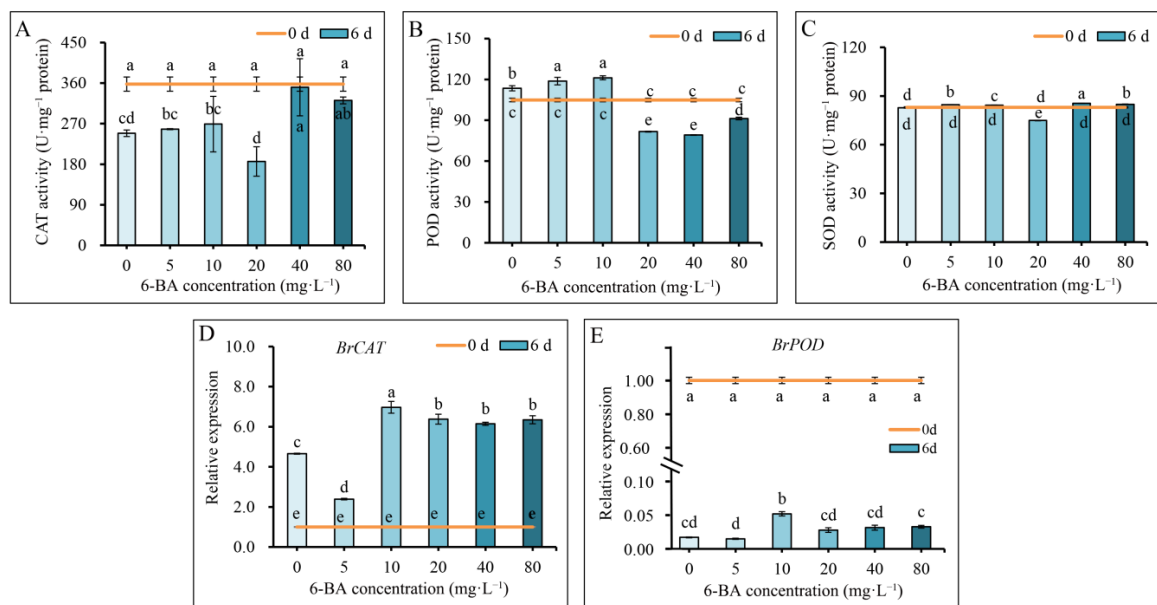 A
CAT activity (U·mg⁻¹ protein)
0 d 6 d
450
360
270
180
90
0
a a a a a a
cd bc bc d a ab
0 5 10 20 40 80
6-BA concentration (mg·L⁻¹)
B
POD activity (U·mg⁻¹ protein)
0 d 6 d
150
120
90
60
30
0
b a a c c c
c c c e e d
0 5 10 20 40 80
6-BA concentration (mg·L⁻¹)
C
SOD activity (U·mg⁻¹ protein)
0 d 6 d
120
90
60
30
0
d b c d a b
d d d e d d
0 5 10 20 40 80
6-BA concentration (mg·L⁻¹)
D
BrCAT
0 d 6 d
Relative expression
10.0
8.0
6.0
4.0
2.0
0.0
c d a b b b
e e e e e e
0 5 10 20 40 80
6-BA concentration (mg·L⁻¹)
E
BrPOD
Relative expression
1.00
0.80
0.60
0.10
0.05
0.00
a a a a a a
0d
6d
cd d b cd cd c
0 5 10 20 40 80
6-BA concentration (mg·L⁻¹)